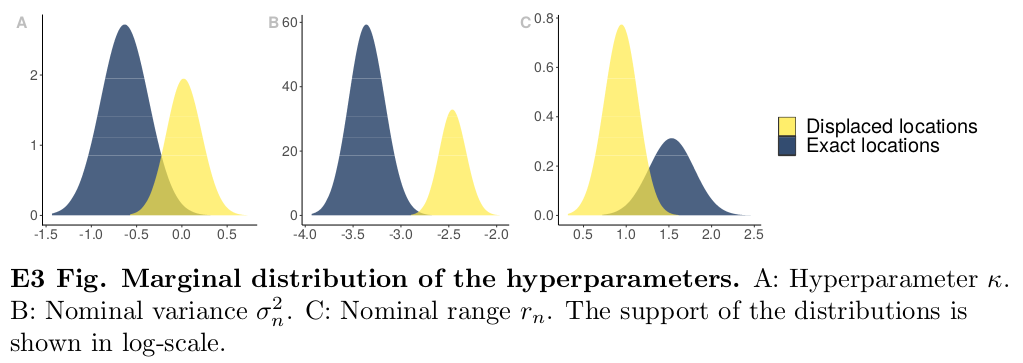 A
B
C
2
1
0
-1.5 -1.0 -0.5 0.0 0.5
60
40
20
0
-4.0 -3.5 -3.0 -2.5 -2.0
0.8
0.6
0.4
0.2
0.0
0.5 1.0 1.5 2.0 2.5
Displaced locations
Exact locations
E3 Fig. Marginal distribution of the hyperparameters. A: Hyperparameter κ.
B: Nominal variance σ²ₙ. C: Nominal range rₙ. The support of the distributions is
shown in log-scale.